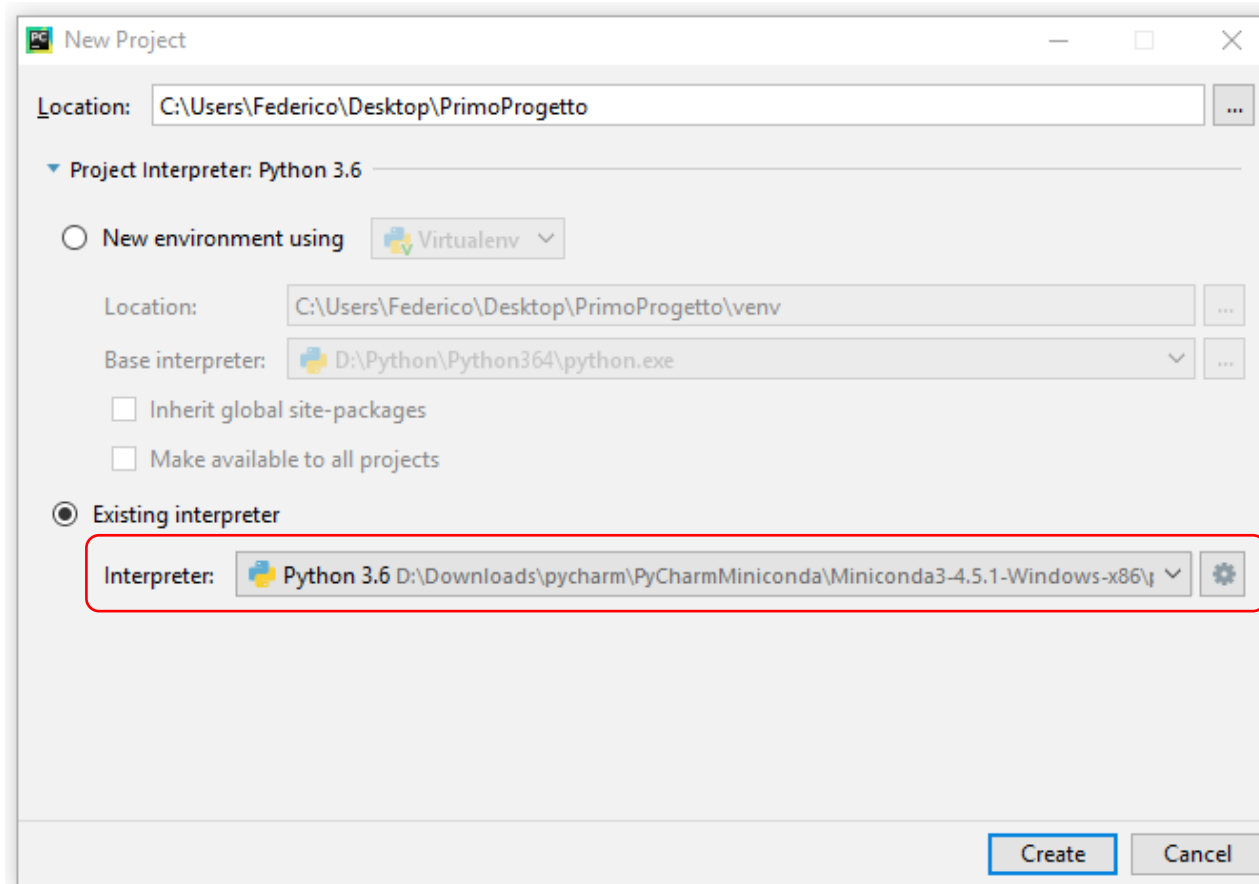 New Project
Location: C:\Users\Federico\Desktop\PrimoProgetto ...
Project Interpreter: Python 3.6
New environment using Virtualenv
Location: C:\Users\Federico\Desktop\PrimoProgetto\venv ...
Base interpreter: D:\Python\Python364\python.exe ...
Inherit global site-packages
Make available to all projects
Existing interpreter
Interpreter: Python 3.6 D:\Downloads\pycharm\PyCharmMiniconda\Miniconda3-4.5.1-Windows-x86\
Create Cancel